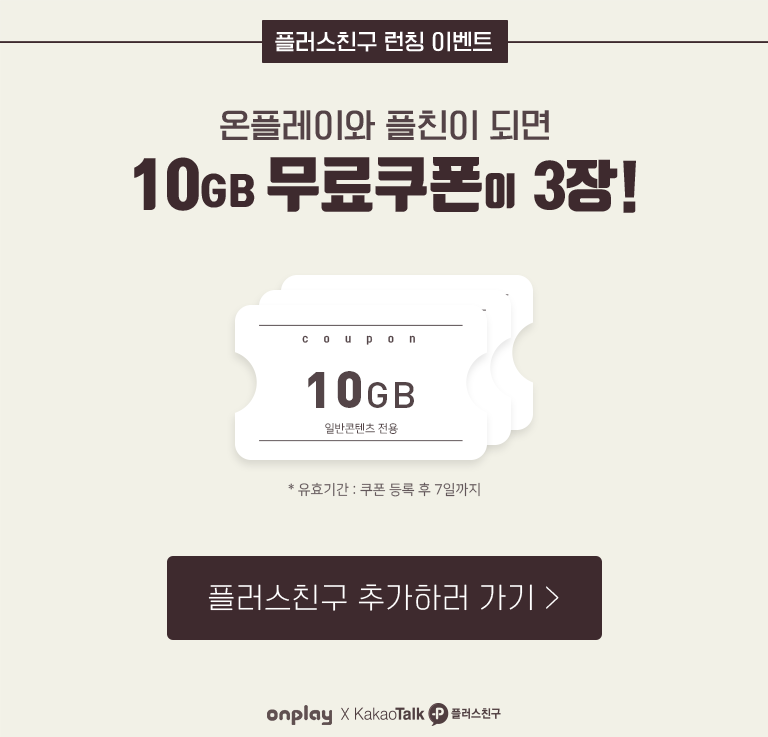 플러스친구 런칭 이벤트
온플레이와 플친이 되면
10GB 무료쿠폰이 3장!
coupon
10GB
일반콘텐츠 전용
* 유효기간 : 쿠폰 등록 후 7일까지
플러스친구 추가하러 가기 >
onplay X KakaoTalk P 플러스친구